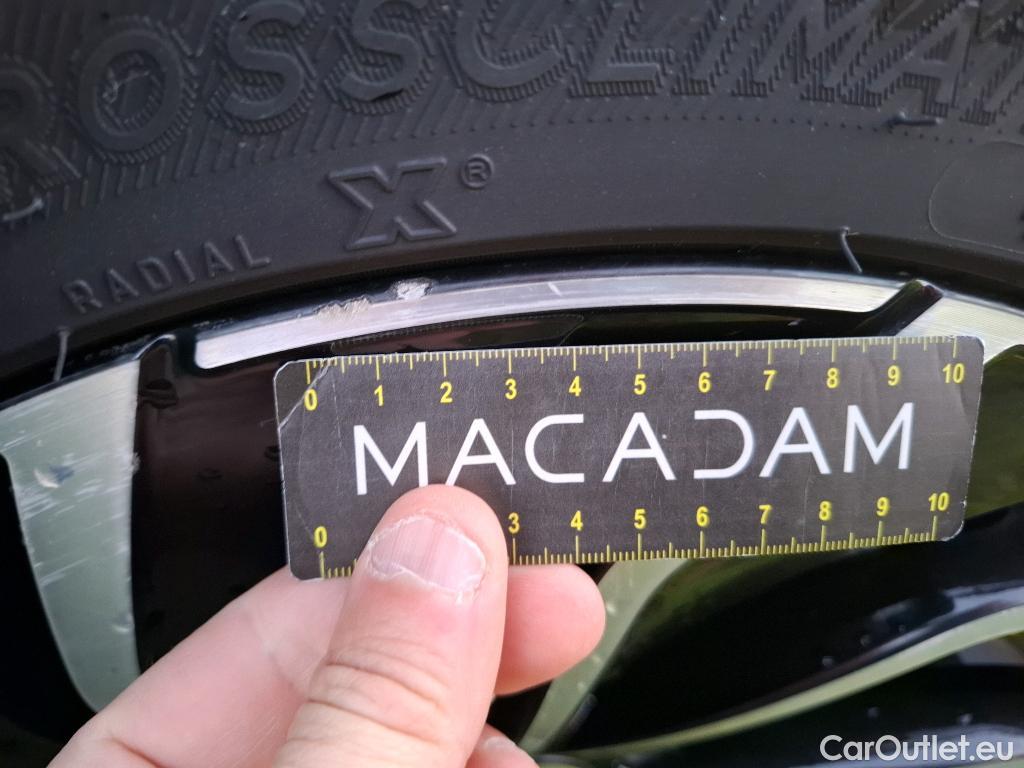 ROSSCLIMAT
RADIAL X®
0 1 2 3 4 5 6 7 8 9 10
MACADAM
0 3 4 5 6 7 8 9 10
CarOutlet.eu